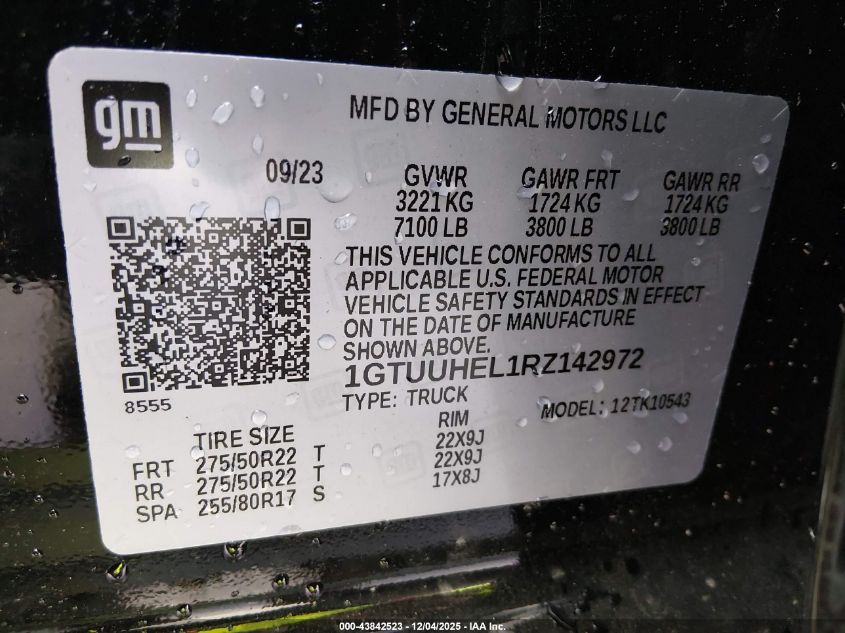 gm
MFD BY GENERAL MOTORS LLC
09/23 GVWR GAWR FRT GAWR RR
3221 KG 1724 KG 1724 KG
7100 LB 3800 LB 3800 LB
THIS VEHICLE CONFORMS TO ALL
APPLICABLE U.S. FEDERAL MOTOR
VEHICLE SAFETY STANDARDS IN EFFECT
ON THE DATE OF MANUFACTURE
SHOWN ABOVE.
1GTUUHEL1RZ142972
8555 TYPE: TRUCK MODEL: 12TK10543
TIRE SIZE RIM
FRT 275/50R22 T 22X9J
RR 275/50R22 T 22X9J
SPA 255/80R17 S 17X8J
000-43842523 - 12/04/2025 - IAA Inc.